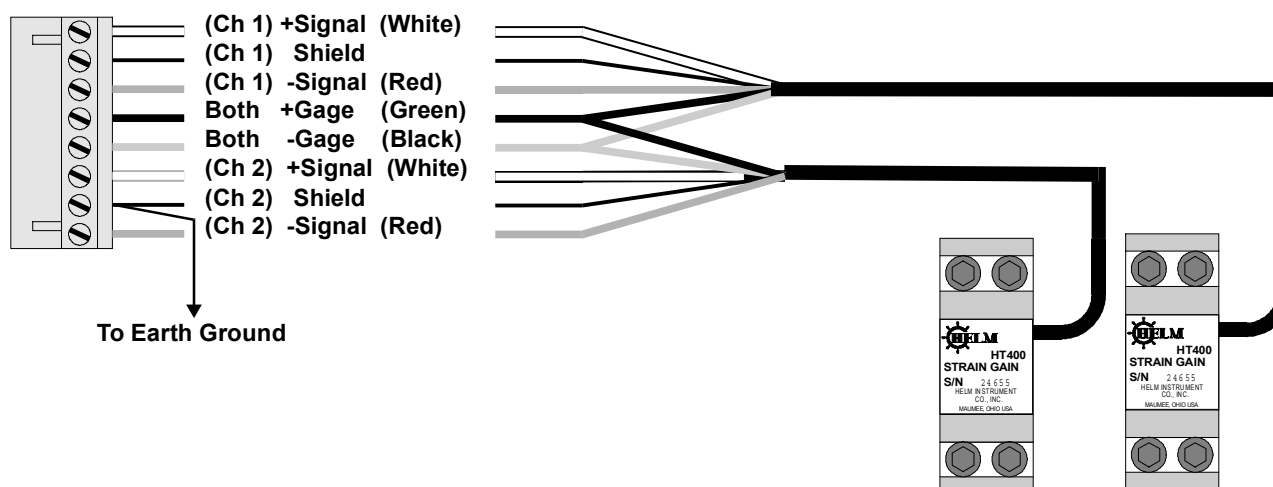 (Ch 1) +Signal (White)
(Ch 1) Shield
(Ch 1) -Signal (Red)
Both +Gage (Green)
Both -Gage (Black)
(Ch 2) +Signal (White)
(Ch 2) Shield
(Ch 2) -Signal (Red)
To Earth Ground
HELM
HT400
STRAIN GAIN
S/N 24655
HELM INSTRUMENT
CO., INC.
MAUMEE, OHIO USA
HELM
HT400
STRAIN GAIN
S/N 24655
HELM INSTRUMENT
CO., INC.
MAUMEE, OHIO USA